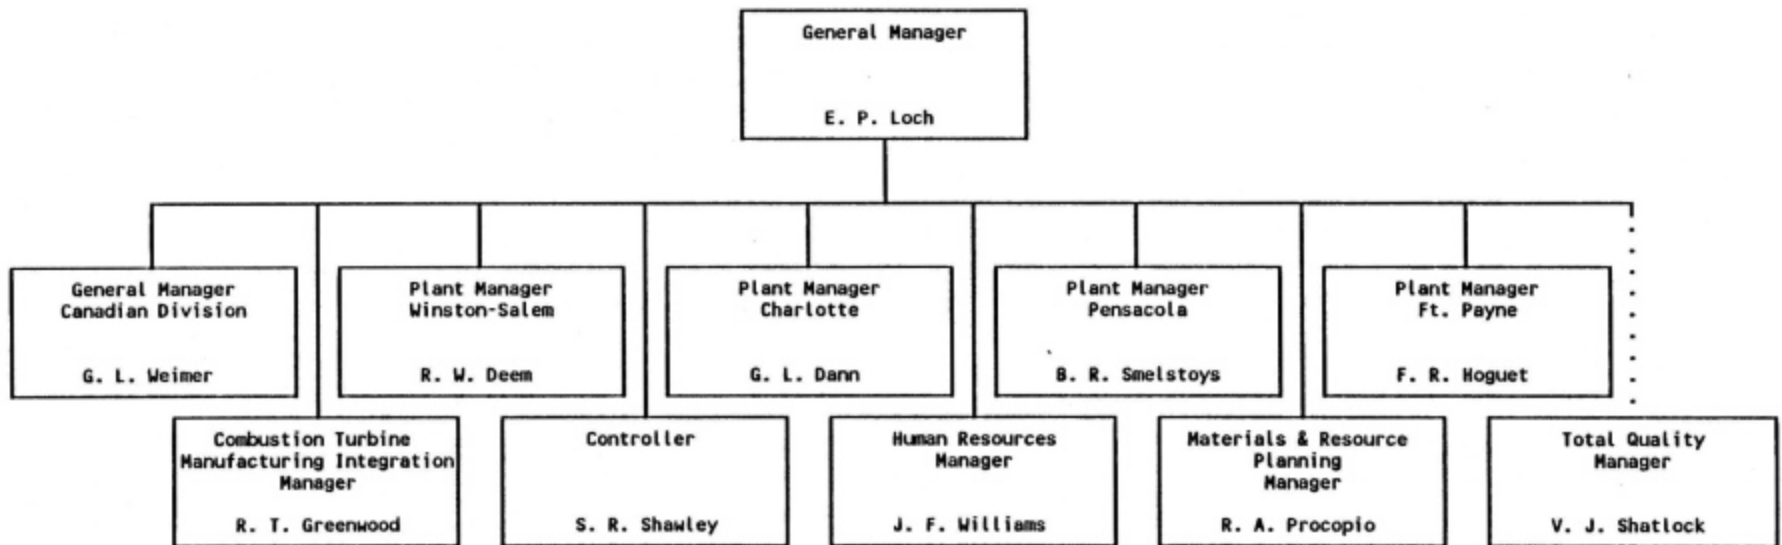 General Manager
E. P. Loch
General Manager
Canadian Division
G. L. Weimer
Plant Manager
Winston-Salem
R. W. Deem
Plant Manager
Charlotte
G. L. Dann
Plant Manager
Pensacola
B. R. Smelstoys
Plant Manager
Ft. Payne
F. R. Hoguet
Combustion Turbine
Manufacturing Integration
Manager
R. T. Greenwood
Controller
S. R. Shawley
Human Resources
Manager
J. F. Williams
Materials & Resource
Planning
Manager
R. A. Procopio
Total Quality
Manager
V. J. Shatlock